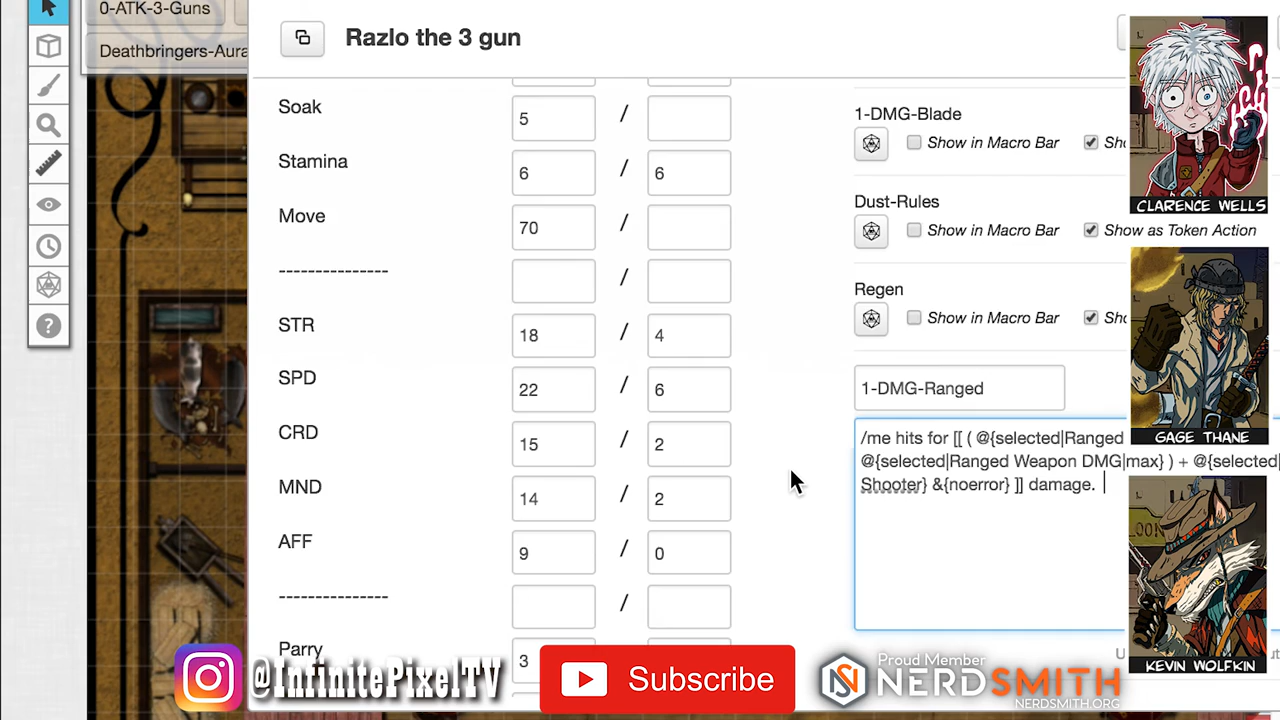 0-ATK-3-Guns
Deathbringers-Aura
Razlo the 3 gun
Soak 5 /
Stamina 6 / 6
Move 70 /
--------------- /
STR 18 / 4
SPD 22 / 6
CRD 15 / 2
MND 14 / 2
AFF 9 / 0
--------------- /
Parry 3
1-DMG-Blade
Show in Macro Bar Sho
Dust-Rules
Show in Macro Bar Show as Token Action
Regen
Show in Macro Bar Sho
1-DMG-Ranged
/me hits for [[ ( @{selected|Ranged
@{selected|Ranged Weapon DMG|max} ) + @{selected|
Shooter} &{noerror} ]] damage.
CLARENCE WELLS
GAGE THANE
KEVIN WOLFKIN
@InfinitePixelTV
Subscribe
Proud Member
NERDSMITH
NERDSMITH.ORG